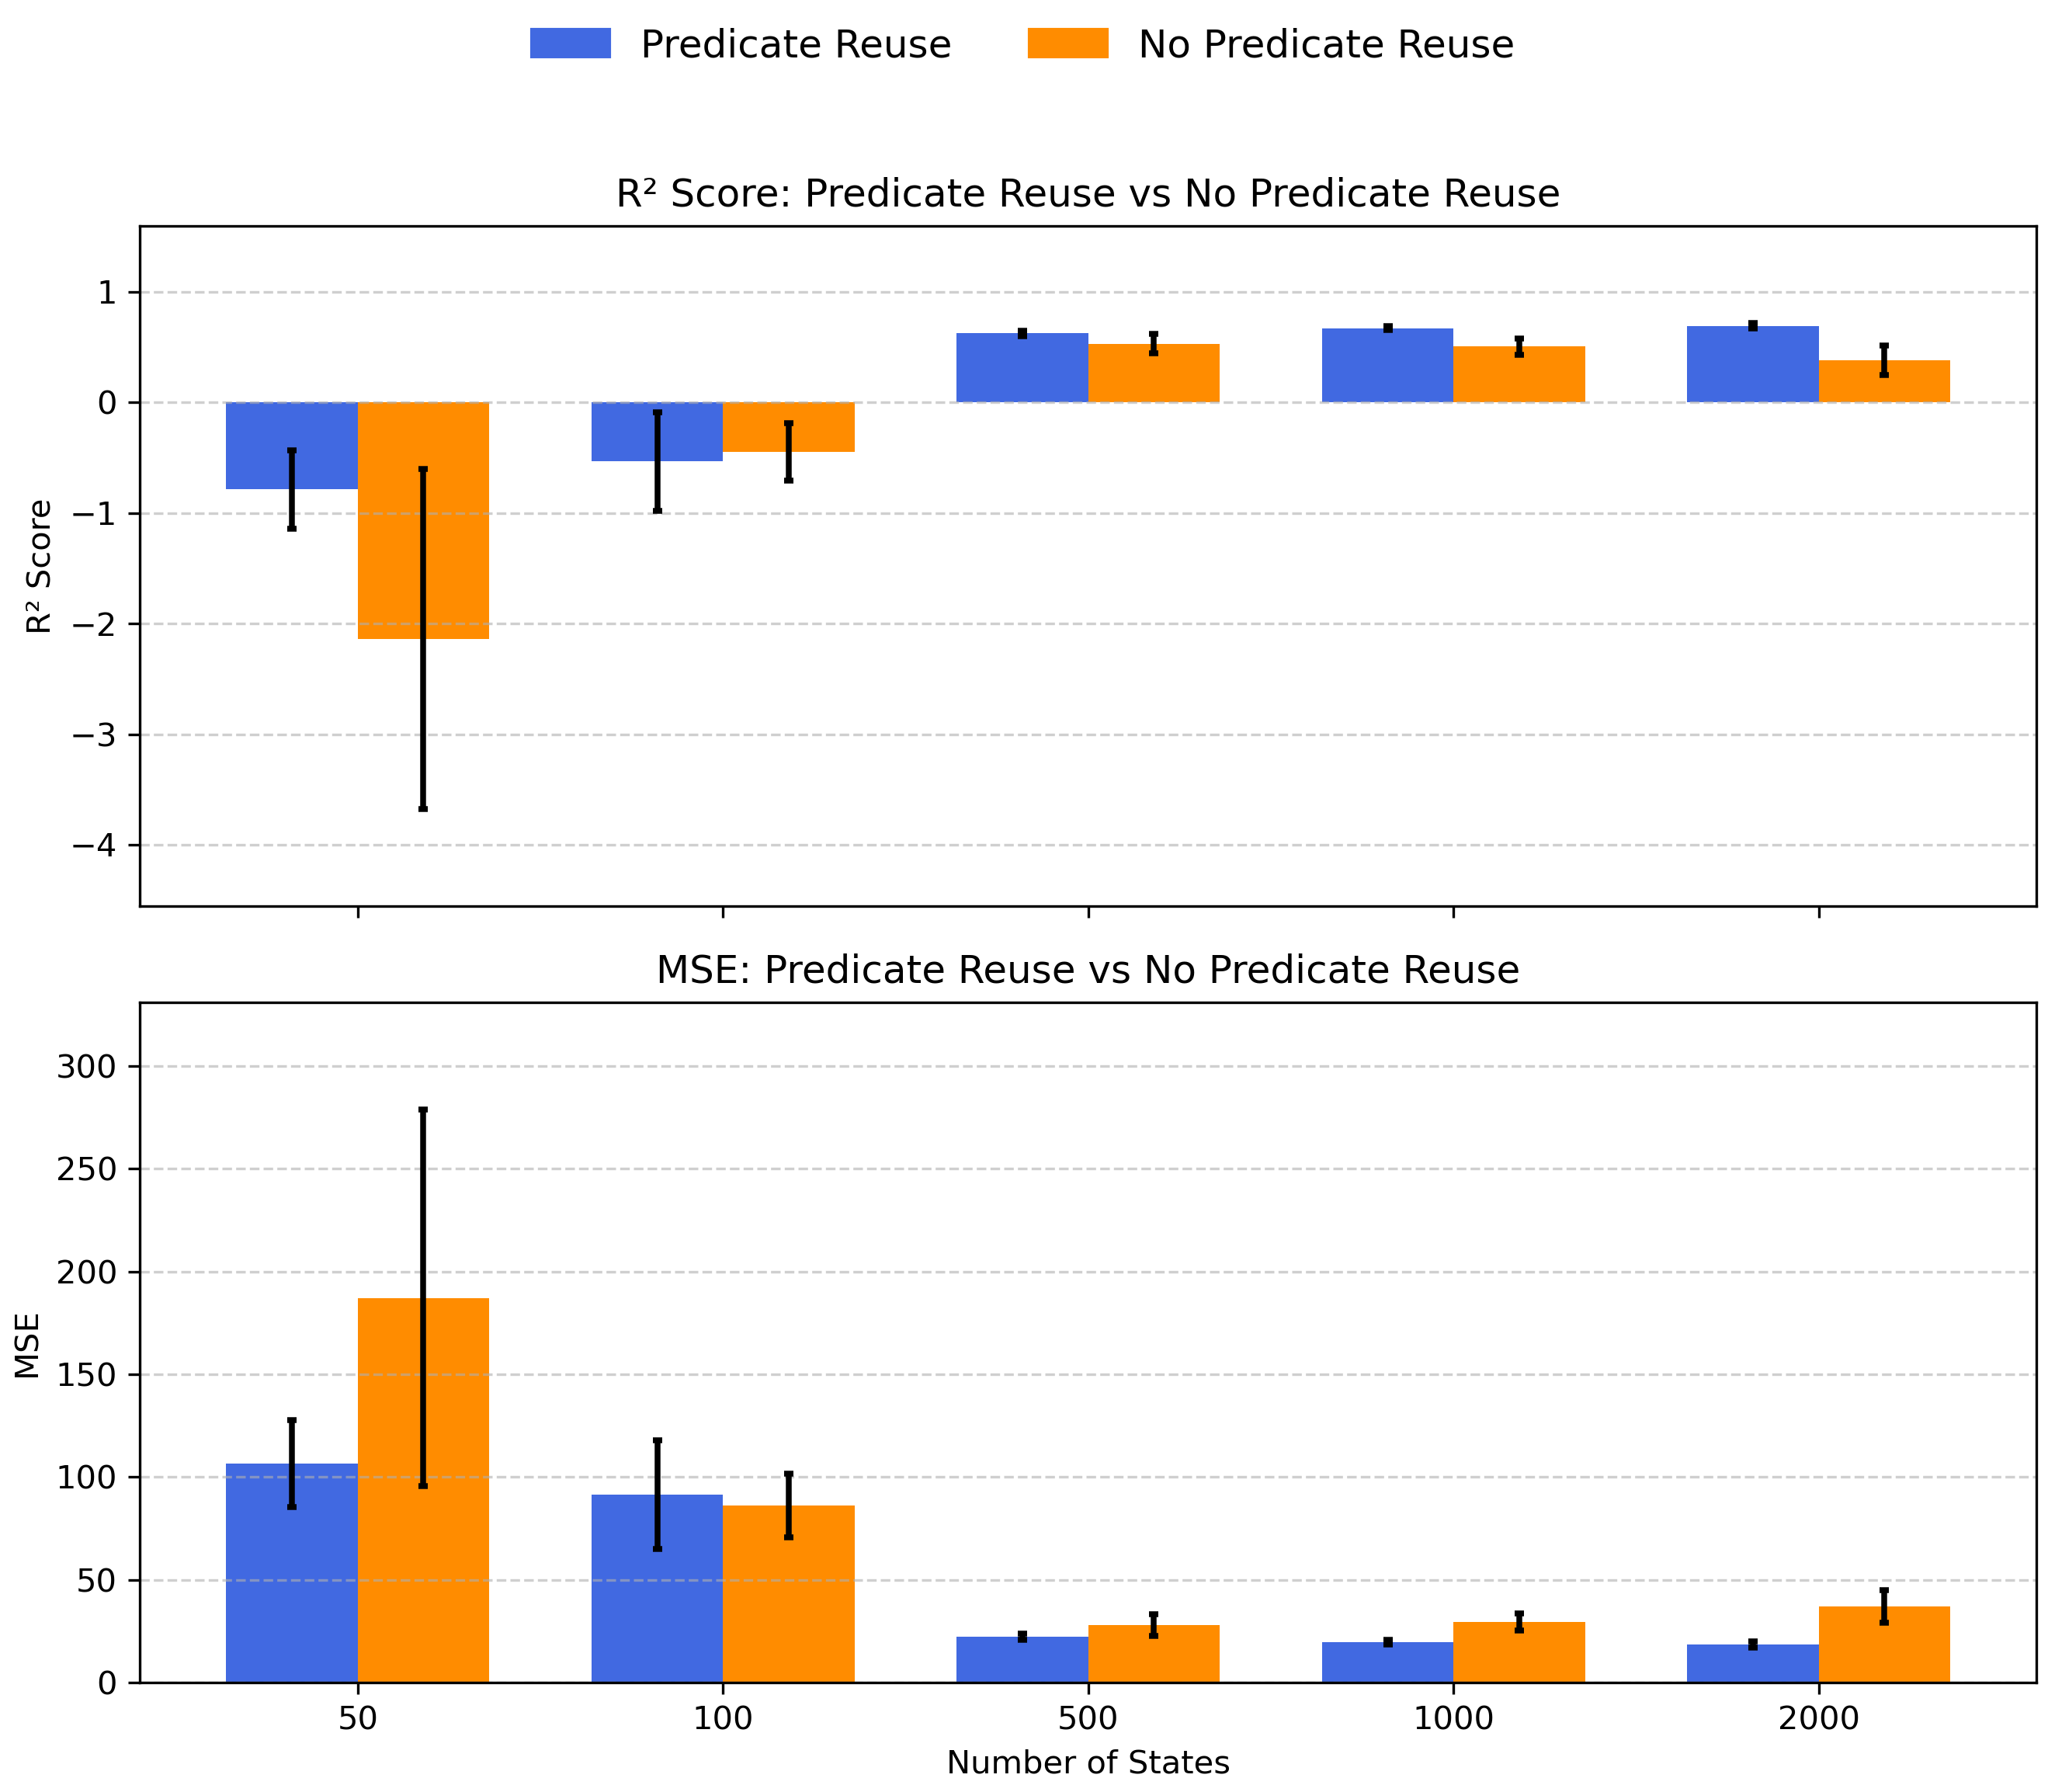 Predicate Reuse
No Predicate Reuse
R² Score: Predicate Reuse vs No Predicate Reuse
1
0
−1
−2
−3
−4
R² Score
MSE: Predicate Reuse vs No Predicate Reuse
300
250
200
150
100
50
0
MSE
50
100
500
1000
2000
Number of States